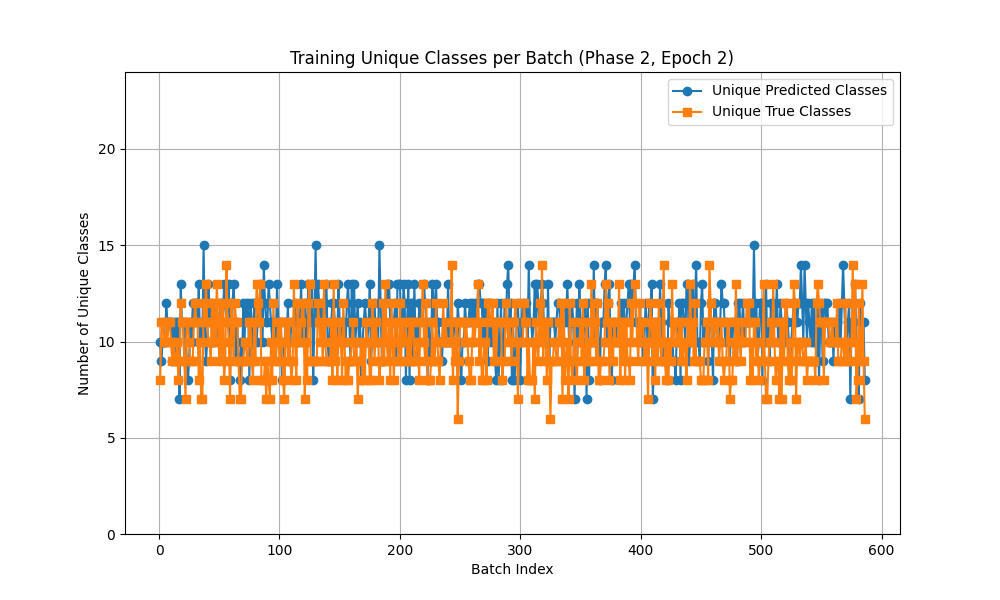 Training Unique Classes per Batch (Phase 2, Epoch 2)
Unique Predicted Classes
Unique True Classes
Number of Unique Classes
20
15
10
5
0
0 100 200 300 400 500 600
Batch Index